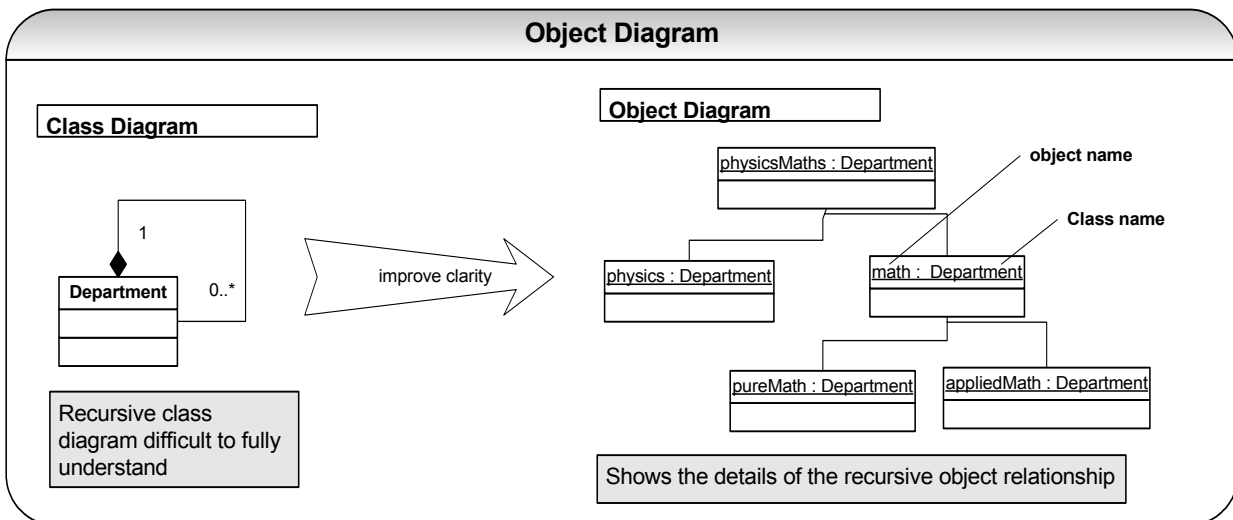 Object Diagram
Class Diagram
1
Department
0..*
Recursive class
diagram difficult to fully
understand
improve clarity
Object Diagram
physicsMaths : Department
object name
Class name
physics : Department
math :  Department
pureMath : Department
appliedMath : Department
Shows the details of the recursive object relationship